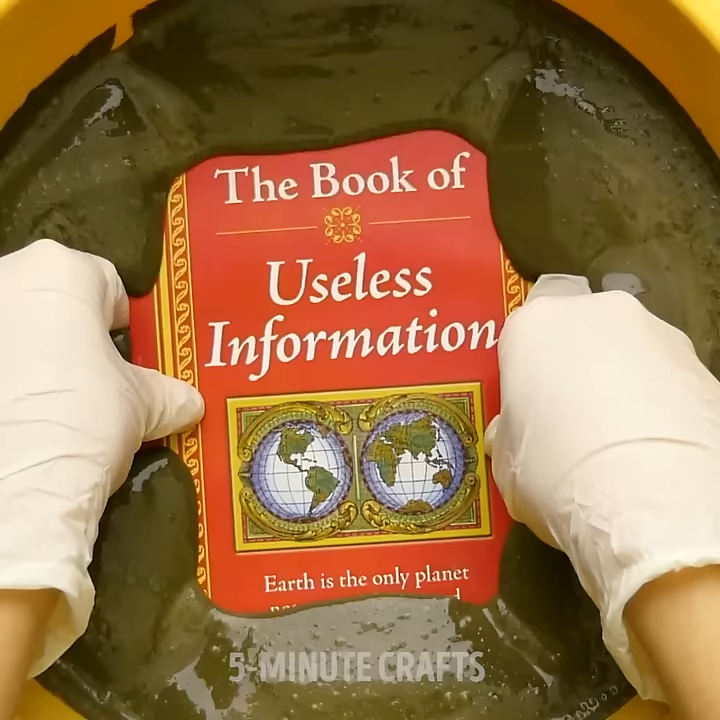 The Book of
Useless
Information
Earth is the only planet
5-MINUTE CRAFTS